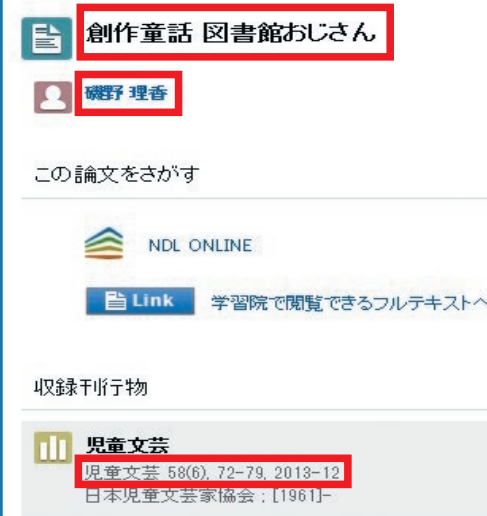 創作童話 図書館おじさん
磯野 理香
この論文をさがす
NDL ONLINE
Link 学習院で閲覧できるフルテキストへ
収録刊行物
児童文芸
児童文芸 58(6), 72-79, 2013-12
日本児童文芸家協会 ; [1961]-